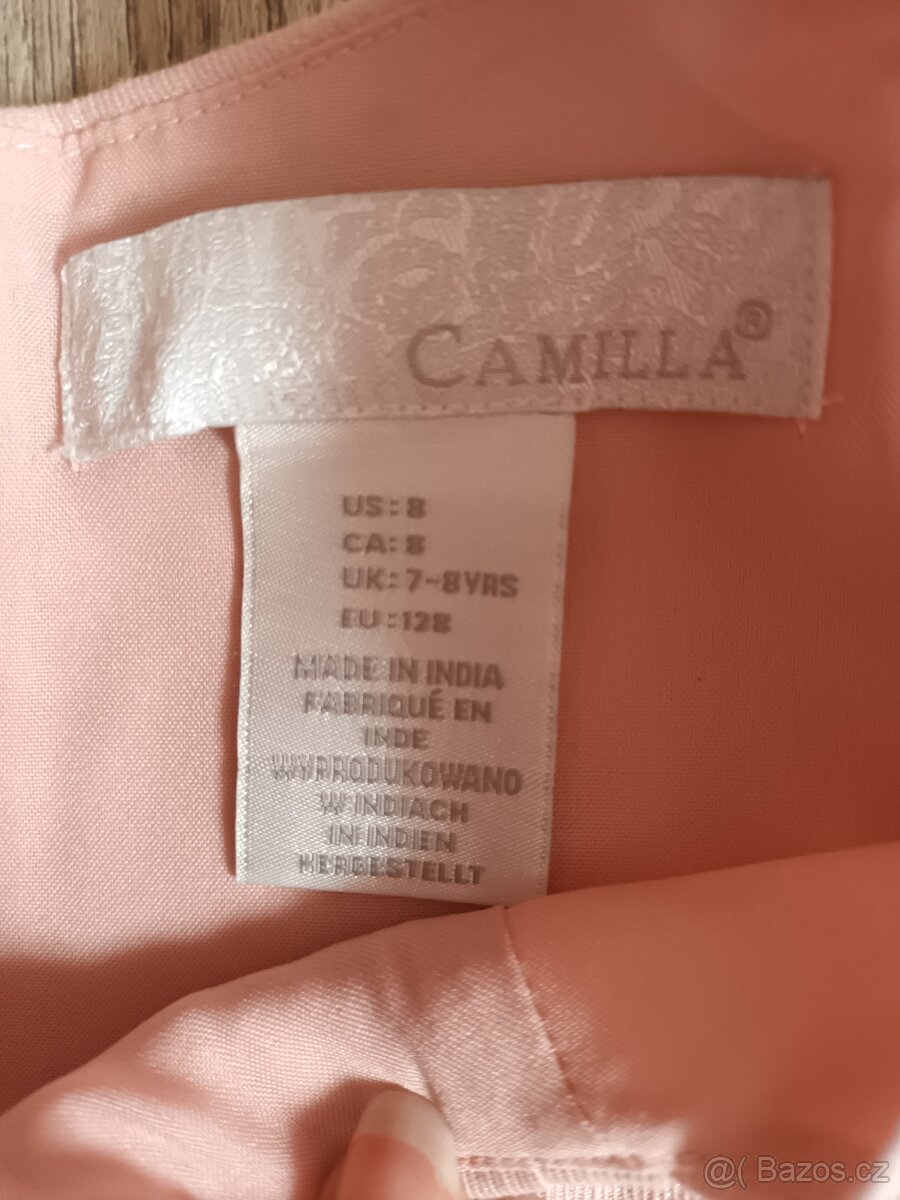 CAMILLA®
US: 8
CA: 8
UK: 7-8YRS
EU: 128
MADE IN INDIA
FABRIQUÉ EN
INDE
WYPRODUKOWANO
W INDIACH
IN INDIEN
HERGESTELLT
@( Bazos.cz